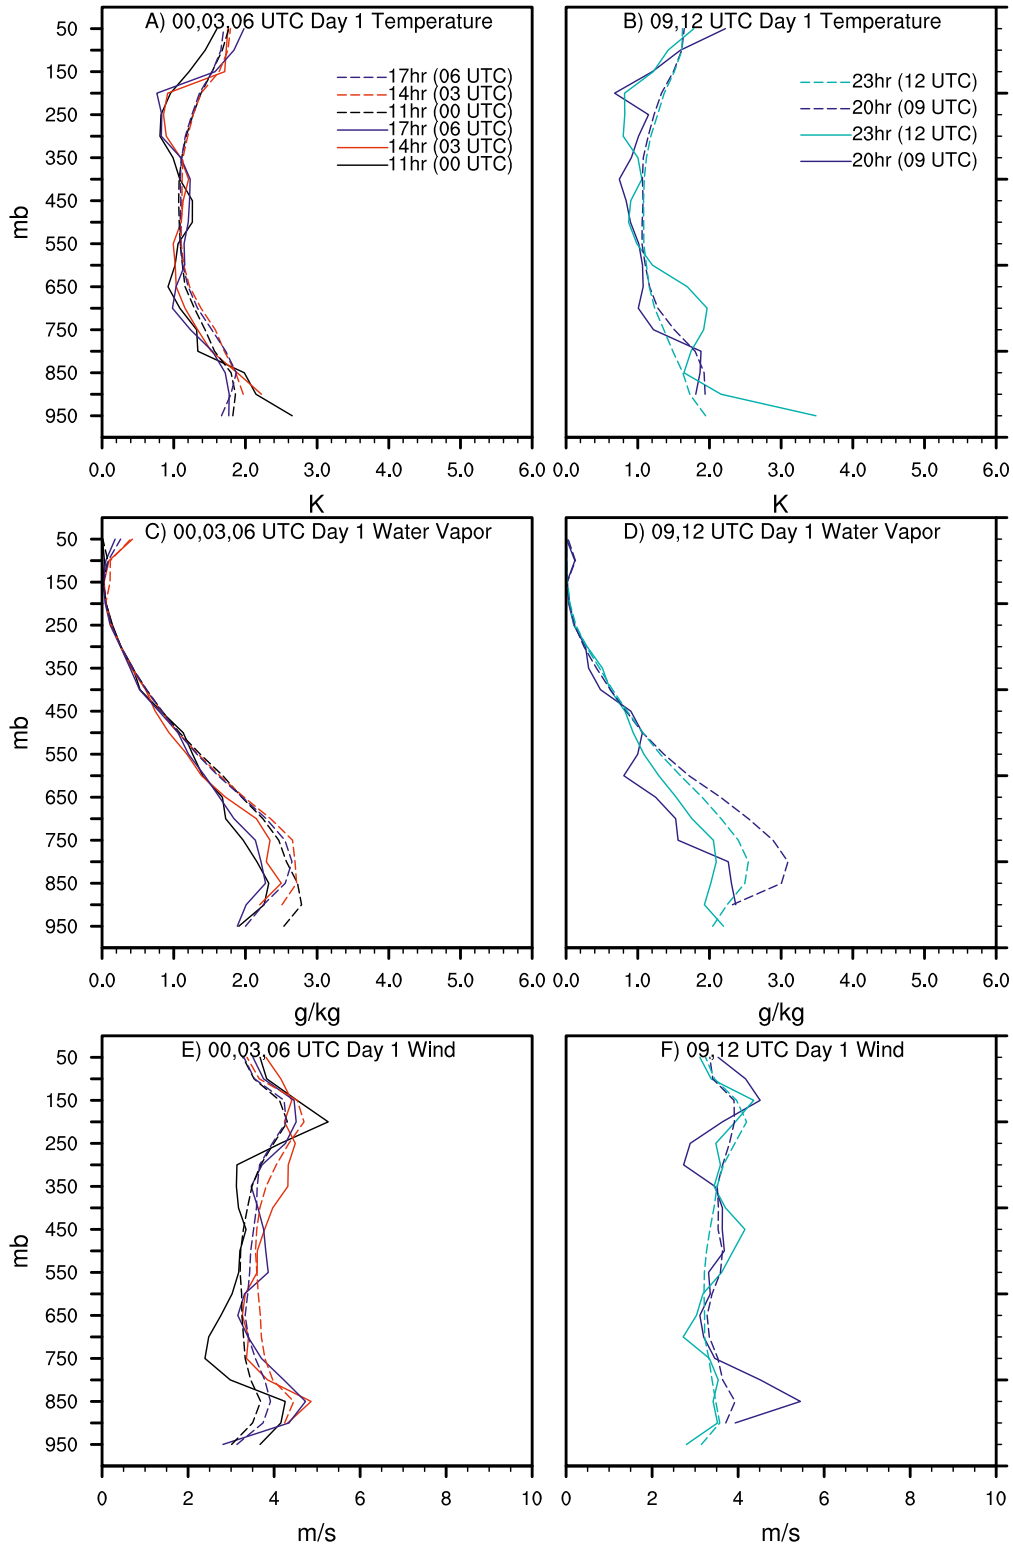 A) 00,03,06 UTC Day 1 Temperature
B) 09,12 UTC Day 1 Temperature
50
150
250
350
450
550
650
750
850
950
mb
17hr (06 UTC)
14hr (03 UTC)
11hr (00 UTC)
17hr (06 UTC)
14hr (03 UTC)
11hr (00 UTC)
23hr (12 UTC)
20hr (09 UTC)
23hr (12 UTC)
20hr (09 UTC)
0.0 1.0 2.0 3.0 4.0 5.0 6.0
K
0.0 1.0 2.0 3.0 4.0 5.0 6.0
K
C) 00,03,06 UTC Day 1 Water Vapor
D) 09,12 UTC Day 1 Water Vapor
50
150
250
350
450
550
650
750
850
950
mb
0.0 1.0 2.0 3.0 4.0 5.0 6.0
g/kg
0.0 1.0 2.0 3.0 4.0 5.0 6.0
g/kg
E) 00,03,06 UTC Day 1 Wind
F) 09,12 UTC Day 1 Wind
50
150
250
350
450
550
650
750
850
950
mb
0 2 4 6 8 10
m/s
0 2 4 6 8 10
m/s